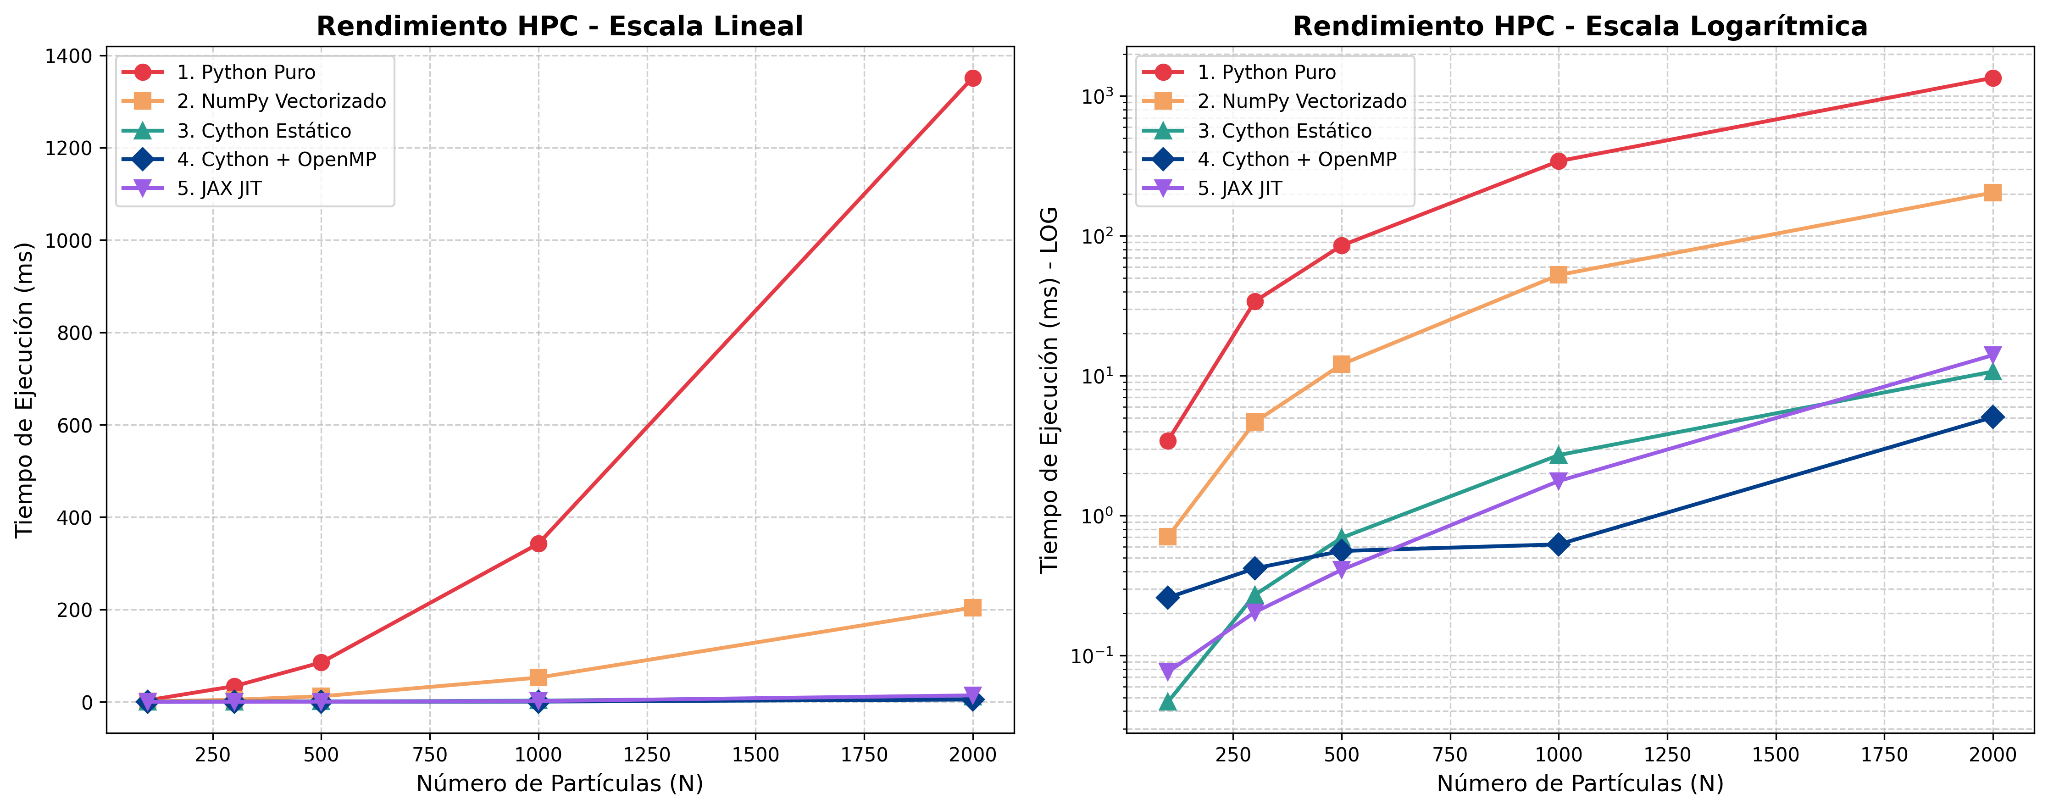 Rendimiento HPC - Escala Lineal
1. Python Puro
2. NumPy Vectorizado
3. Cython Estático
4. Cython + OpenMP
5. JAX JIT
Tiempo de Ejecución (ms)
1400
1200
1000
800
600
400
200
0
250 500 750 1000 1250 1500 1750 2000
Número de Partículas (N)
Rendimiento HPC - Escala Logarítmica
1. Python Puro
2. NumPy Vectorizado
3. Cython Estático
4. Cython + OpenMP
5. JAX JIT
Tiempo de Ejecución (ms) - LOG
10³
10²
10¹
10⁰
10⁻¹
250 500 750 1000 1250 1500 1750 2000
Número de Partículas (N)